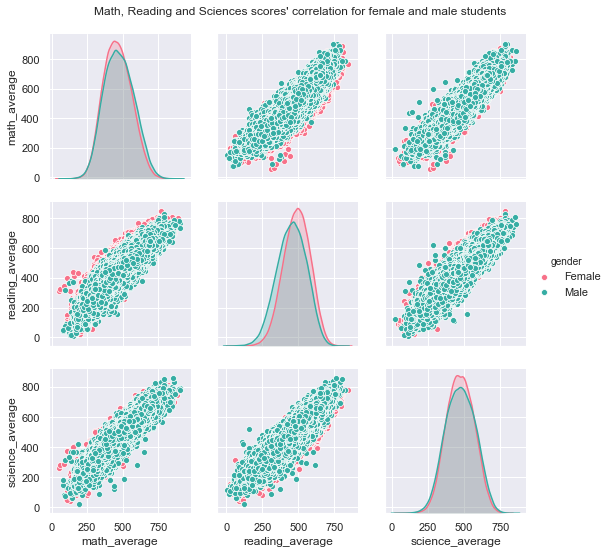 Math, Reading and Sciences scores' correlation for female and male students
math_average
800
600
400
200
0
reading_average
800
600
400
200
0
gender
Female
Male
science_average
800
600
400
200
0
0 250 500 750
0 250 500 750
0 250 500 750
math_average
reading_average
science_average